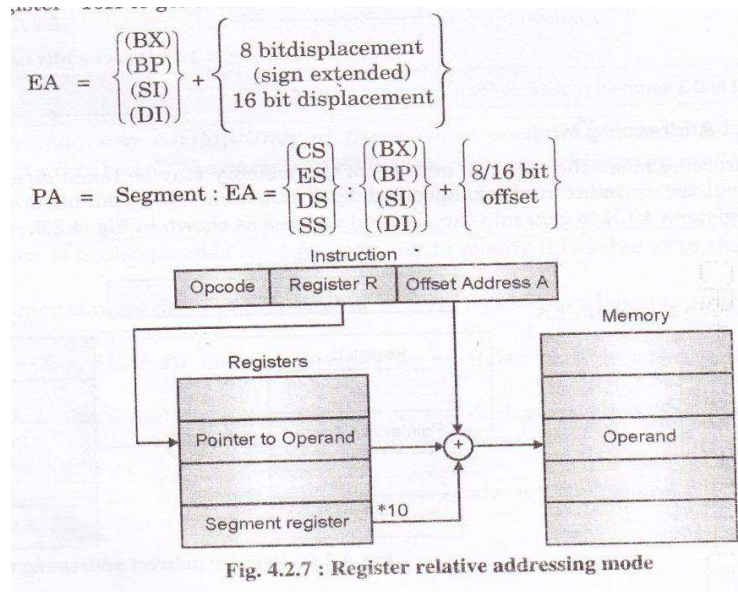 (BX)
(BP)
(SI)
(DI)
EA =
+
8 bitdisplacement
(sign extended)
16 bit displacement
PA = Segment : EA =
CS
ES
DS
SS
:
(BX)
(BP)
(SI)
(DI)
+
8/16 bit
offset
Instruction
Opcode Register R Offset Address A
Memory
Registers
Pointer to Operand
+
Operand
*10
Segment register
Fig. 4.2.7 : Register relative addressing mode